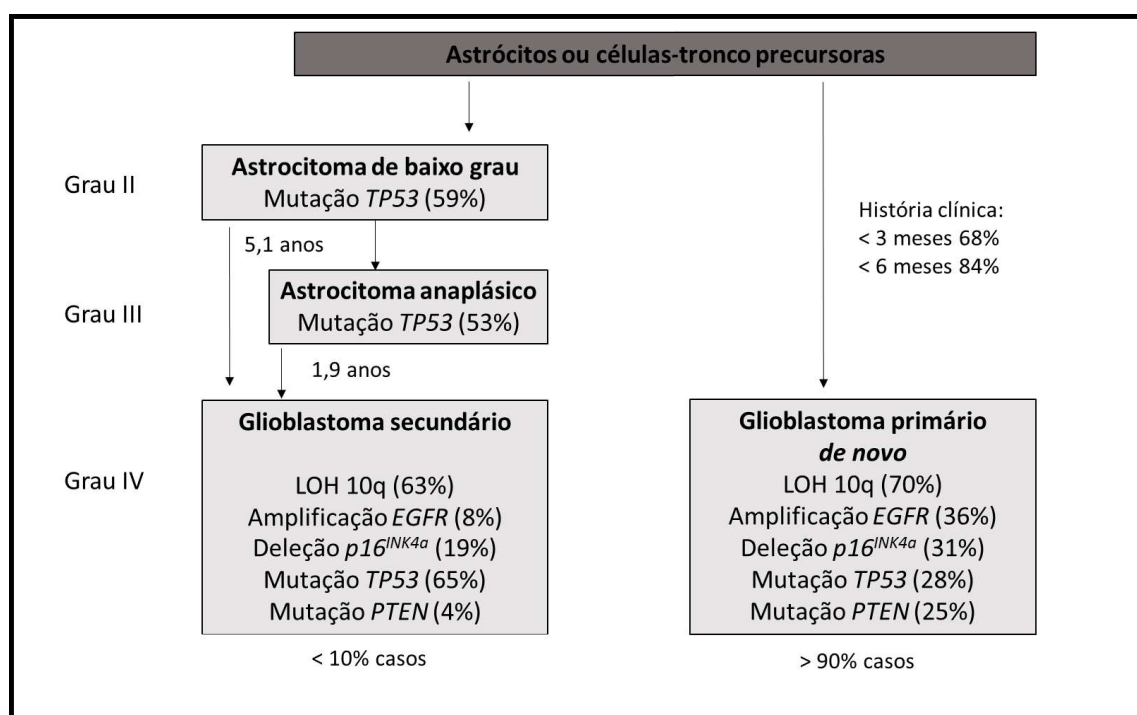 Astrócitos ou células-tronco precursoras
Grau II
Astrocitoma de baixo grau
Mutação TP53 (59%)
5,1 anos
História clínica:
< 3 meses 68%
< 6 meses 84%
Grau III
Astrocitoma anaplásico
Mutação TP53 (53%)
1,9 anos
Grau IV
Glioblastoma secundário
LOH 10q (63%)
Amplificação EGFR (8%)
Deleção p16INK4a (19%)
Mutação TP53 (65%)
Mutação PTEN (4%)
< 10% casos
Glioblastoma primário
de novo
LOH 10q (70%)
Amplificação EGFR (36%)
Deleção p16INK4a (31%)
Mutação TP53 (28%)
Mutação PTEN (25%)
> 90% casos